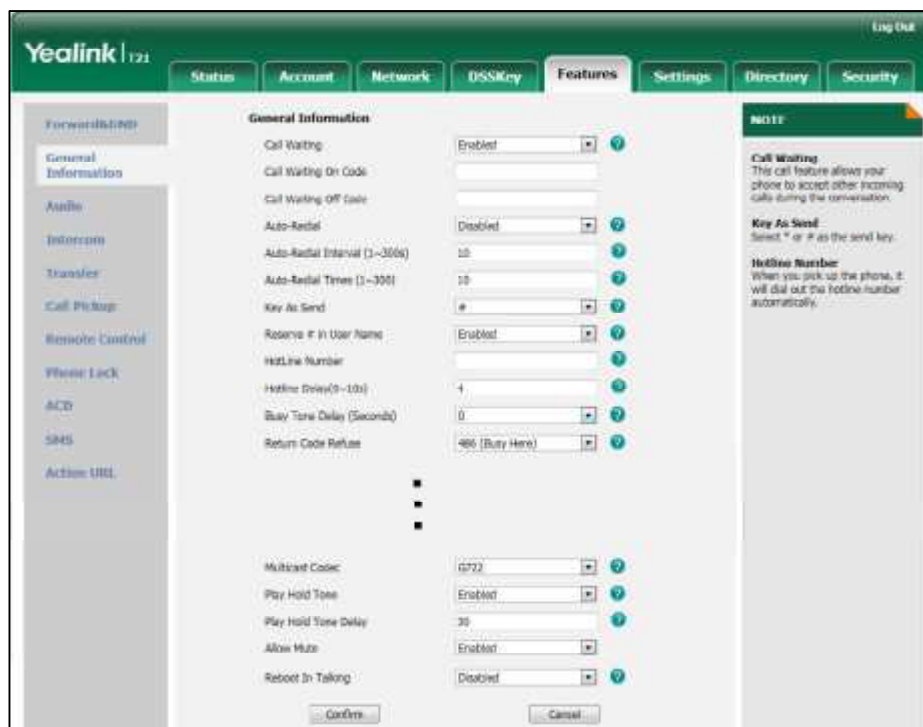 Log Out
Yealink T21
Status Account Network DSSKey Features Settings Directory Security
Forward&DND
General Information
Audio
Intercom
Transfer
Call Pickup
Remote Control
Phone Lock
ACD
SMS
Action URL
General Information
Call Waiting Enabled
Call Waiting On Code
Call Waiting Off Code
Auto-Redial Disabled
Auto-Redial Interval (1~300s) 10
Auto-Redial Times (1~300) 10
Key As Send #
Reserve # in User Name Enabled
HotLine Number
Hotline Delay(0~10s) 4
Busy Tone Delay (Seconds) 0
Return Code Refuse 486 (Busy Here)
Multicast Codec G722
Play Hold Tone Enabled
Play Hold Tone Delay 30
Allow Mute Enabled
Reboot In Talking Disabled
Confirm Cancel
NOTE
Call Waiting
This call feature allows your
phone to accept other incoming
calls during the conversation.
Key As Send
Select * or # as the send key.
Hotline Number
When you pick up the phone, it
will dial out the hotline number
automatically.